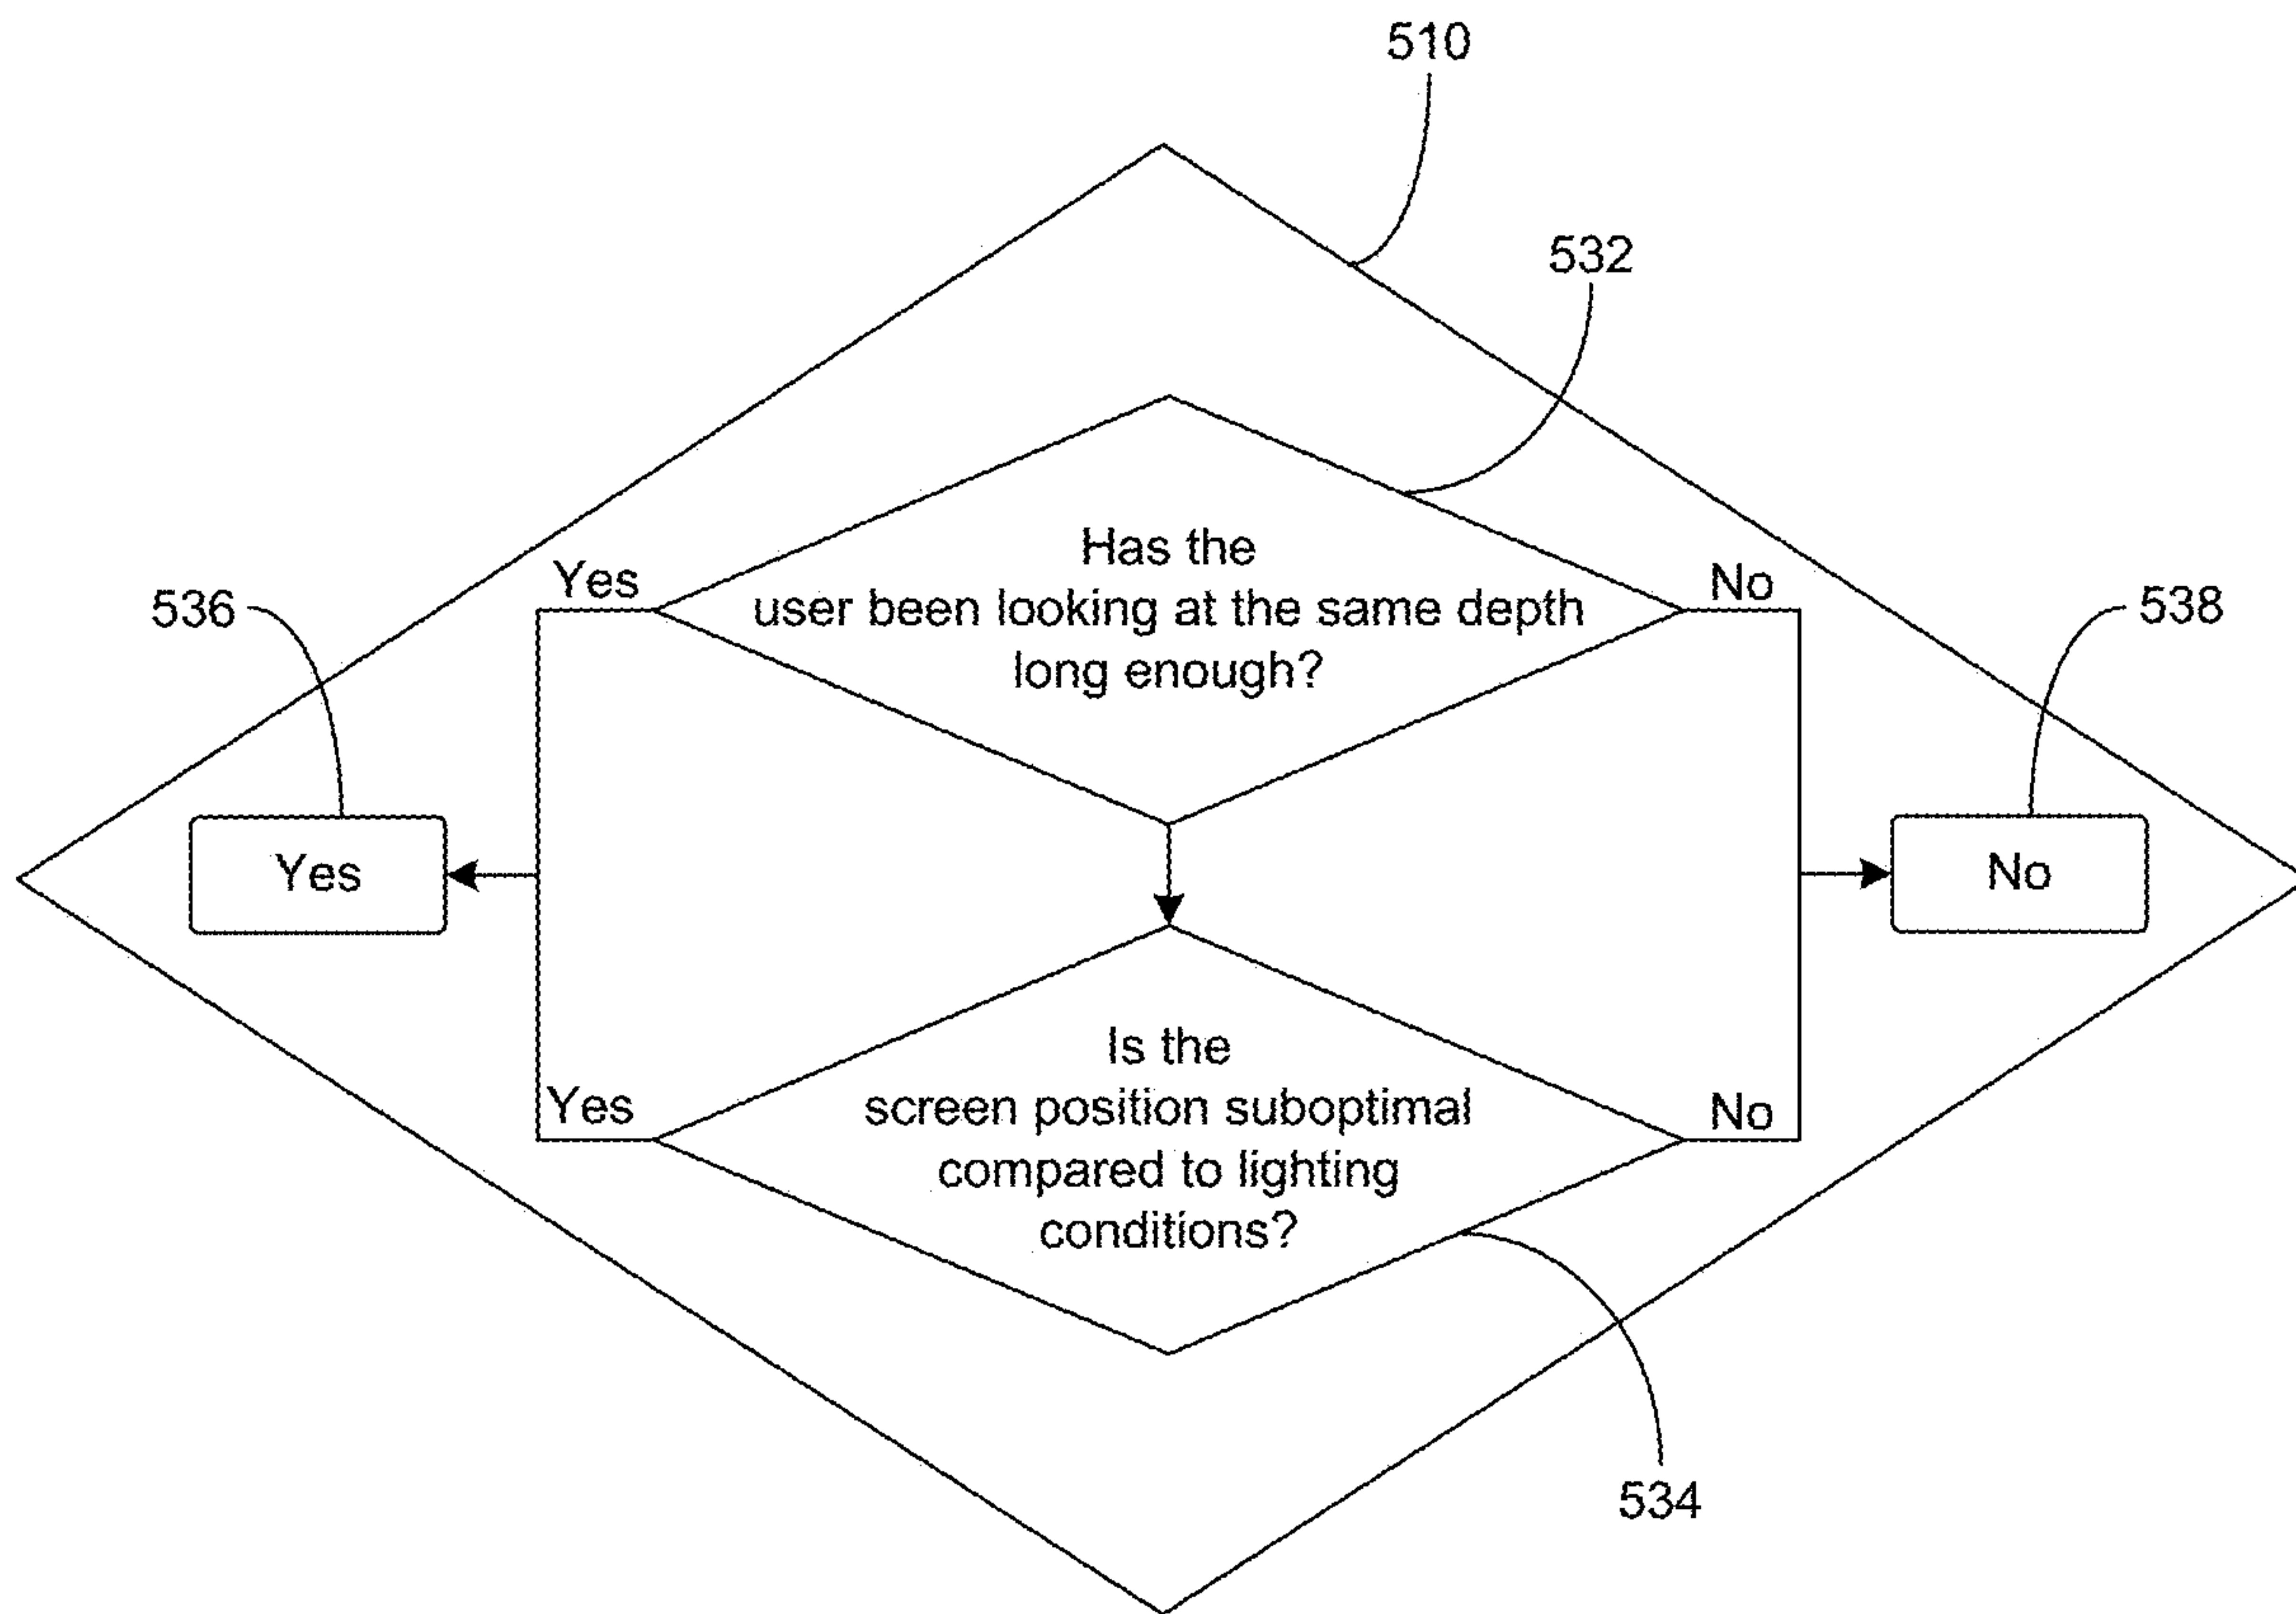 510
532
Has the
user been looking at the same depth
long enough?
Yes
No
536
538
Yes
No
Is the
screen position suboptimal
compared to lighting
conditions?
Yes
No
534